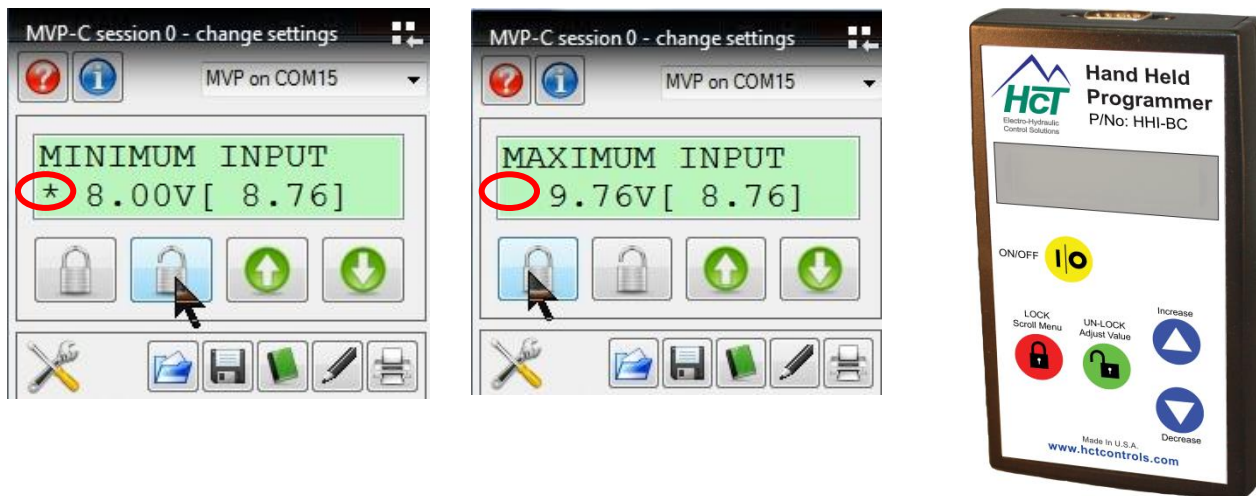 MVP-C session 0 - change settings
MVP on COM15
MINIMUM INPUT
* 8.00V[ 8.76]
MVP-C session 0 - change settings
MVP on COM15
MAXIMUM INPUT
9.76V[ 8.76]
HCT
Electro-Hydraulic
Control Solutions
Hand Held
Programmer
P/No: HHI-BC
ON/OFF
I|O
LOCK
Scroll Menu
UN-LOCK
Adjust Value
Increase
Decrease
Made In U.S.A.
www.hctcontrols.com